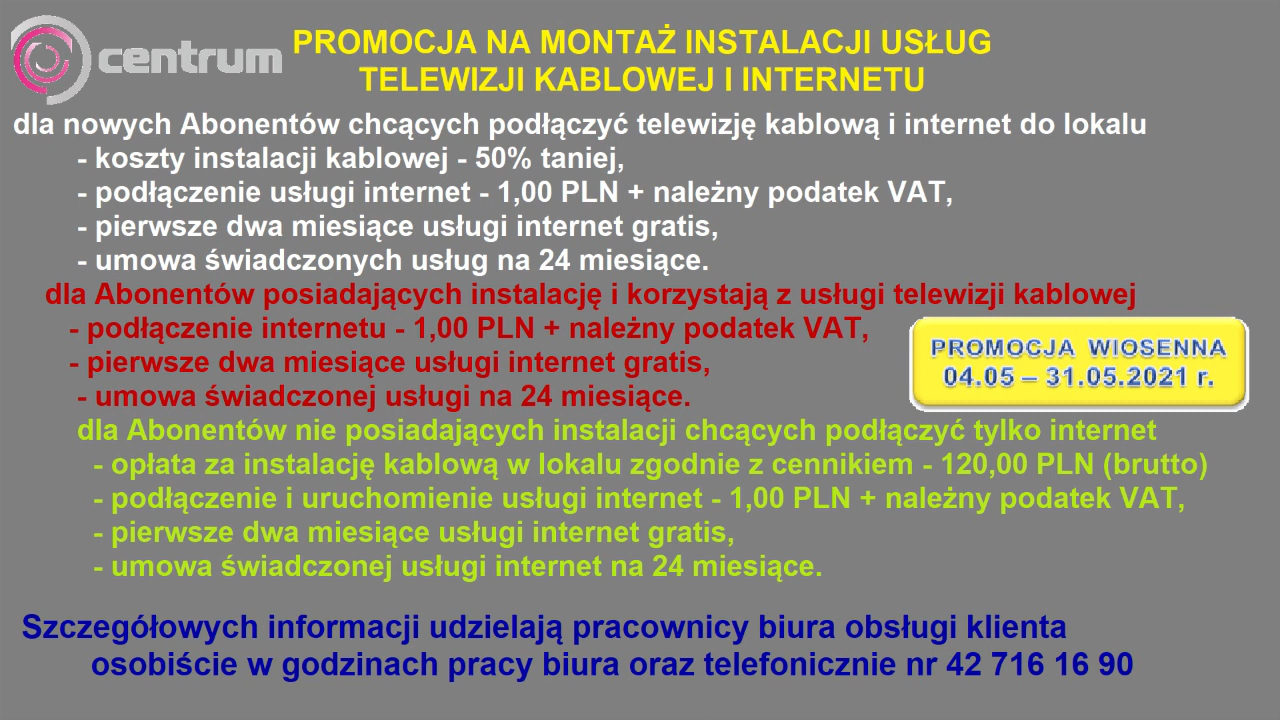 centrum
PROMOCJA NA MONTAŻ INSTALACJI USŁUG
TELEWIZJI KABLOWEJ I INTERNETU
dla nowych Abonentów chcących podłączyć telewizję kablową i internet do lokalu
- koszty instalacji kablowej - 50% taniej,
- podłączenie usługi internet - 1,00 PLN + należny podatek VAT,
- pierwsze dwa miesiące usługi internet gratis,
- umowa świadczonych usług na 24 miesiące.
dla Abonentów posiadających instalację i korzystają z usługi telewizji kablowej
- podłączenie internetu - 1,00 PLN + należny podatek VAT,
- pierwsze dwa miesiące usługi internet gratis,
- umowa świadczonej usługi na 24 miesiące.
PROMOCJA WIOSENNA
04.05 – 31.05.2021 r.
dla Abonentów nie posiadających instalacji chcących podłączyć tylko internet
- opłata za instalację kablową w lokalu zgodnie z cennikiem - 120,00 PLN (brutto)
- podłączenie i uruchomienie usługi internet - 1,00 PLN + należny podatek VAT,
- pierwsze dwa miesiące usługi internet gratis,
- umowa świadczonej usługi internet na 24 miesiące.
Szczegółowych informacji udzielają pracownicy biura obsługi klienta
osobiście w godzinach pracy biura oraz telefonicznie nr 42 716 16 90